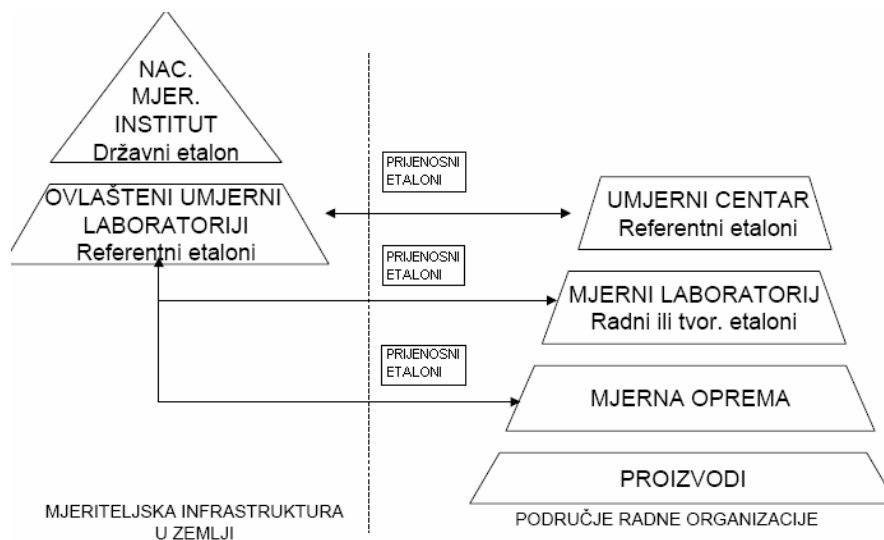 NAC.
MJER.
INSTITUT
Državni etalon
OVLAŠTENI UMJERNI
LABORATORIJI
Referentni etaloni
PRIJENOSNI
ETALONI
PRIJENOSNI
ETALONI
PRIJENOSNI
ETALONI
UMJERNI CENTAR
Referentni etaloni
MJERNI LABORATORIJ
Radni ili tvor. etaloni
MJERNA OPREMA
PROIZVODI
MJERITELJSKA INFRASTRUKTURA
U ZEMLJI
PODRUČJE RADNE ORGANIZACIJE